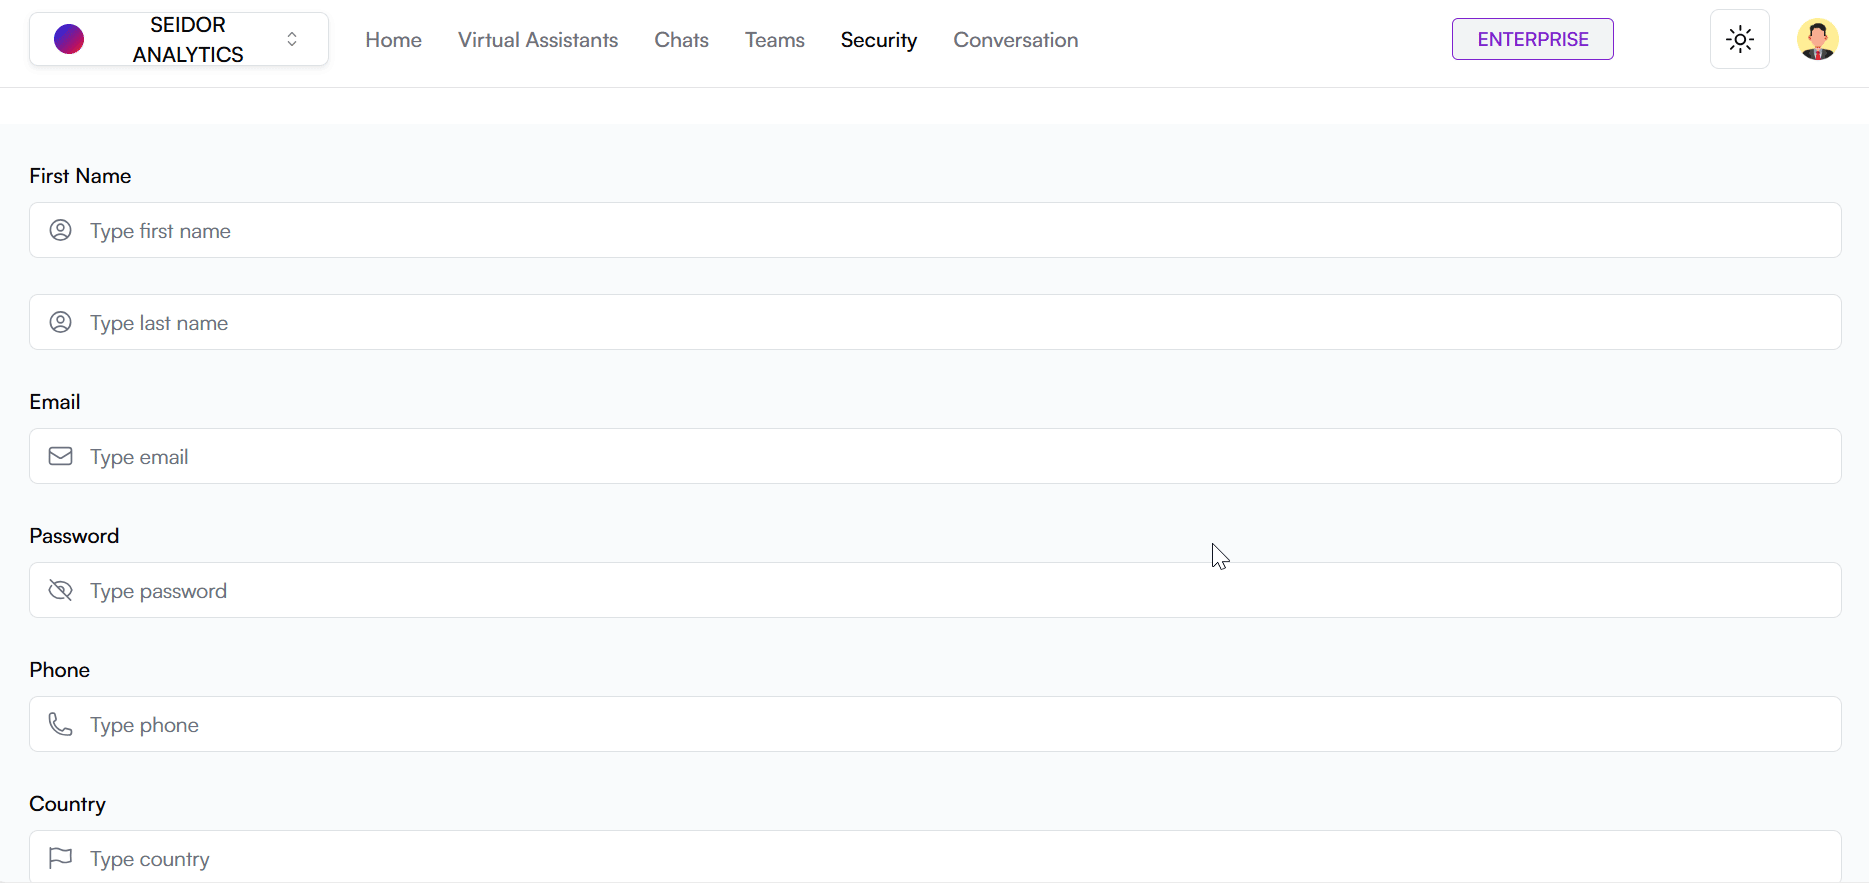 SEIDOR
ANALYTICS
Home
Virtual Assistants
Chats
Teams
Security
Conversation
ENTERPRISE
First Name
Type first name
Type last name
Email
Type email
Password
Type password
Phone
Type phone
Country
Type country